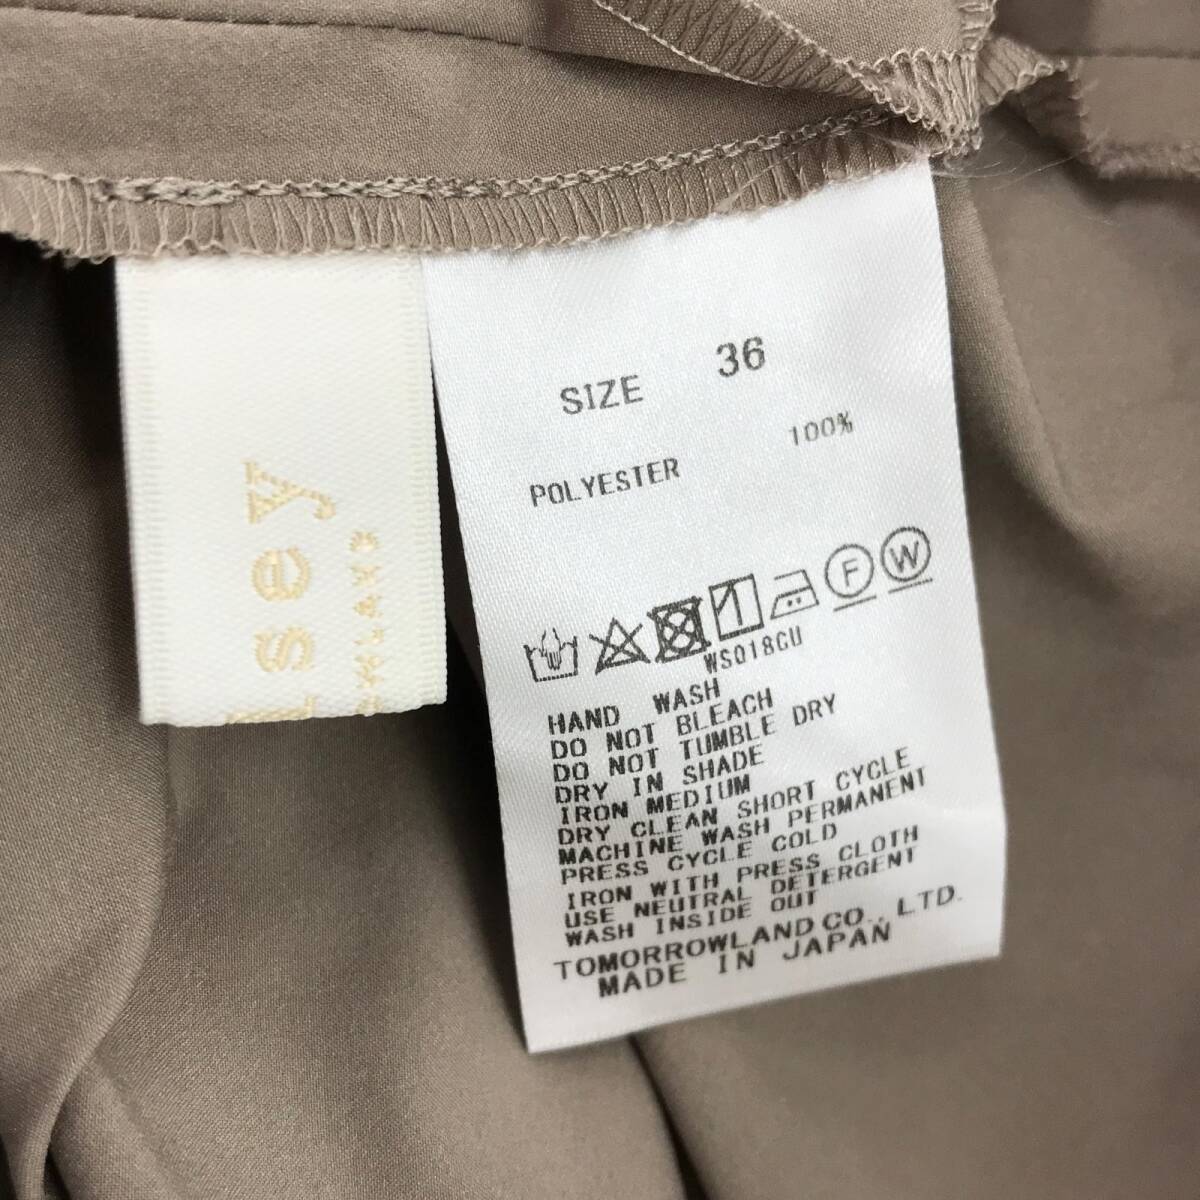 sey
SIZE 36
100%
POLYESTER
F W
WS018CU
HAND WASH
DO NOT BLEACH
DO NOT TUMBLE DRY
DRY IN SHADE
IRON MEDIUM
DRY CLEAN SHORT CYCLE
MACHINE WASH PERMANENT
PRESS CYCLE COLD
IRON WITH PRESS CLOTH
USE NEUTRAL DETERGENT
WASH INSIDE OUT
TOMORROWLAND CO., LTD.
MADE IN JAPAN